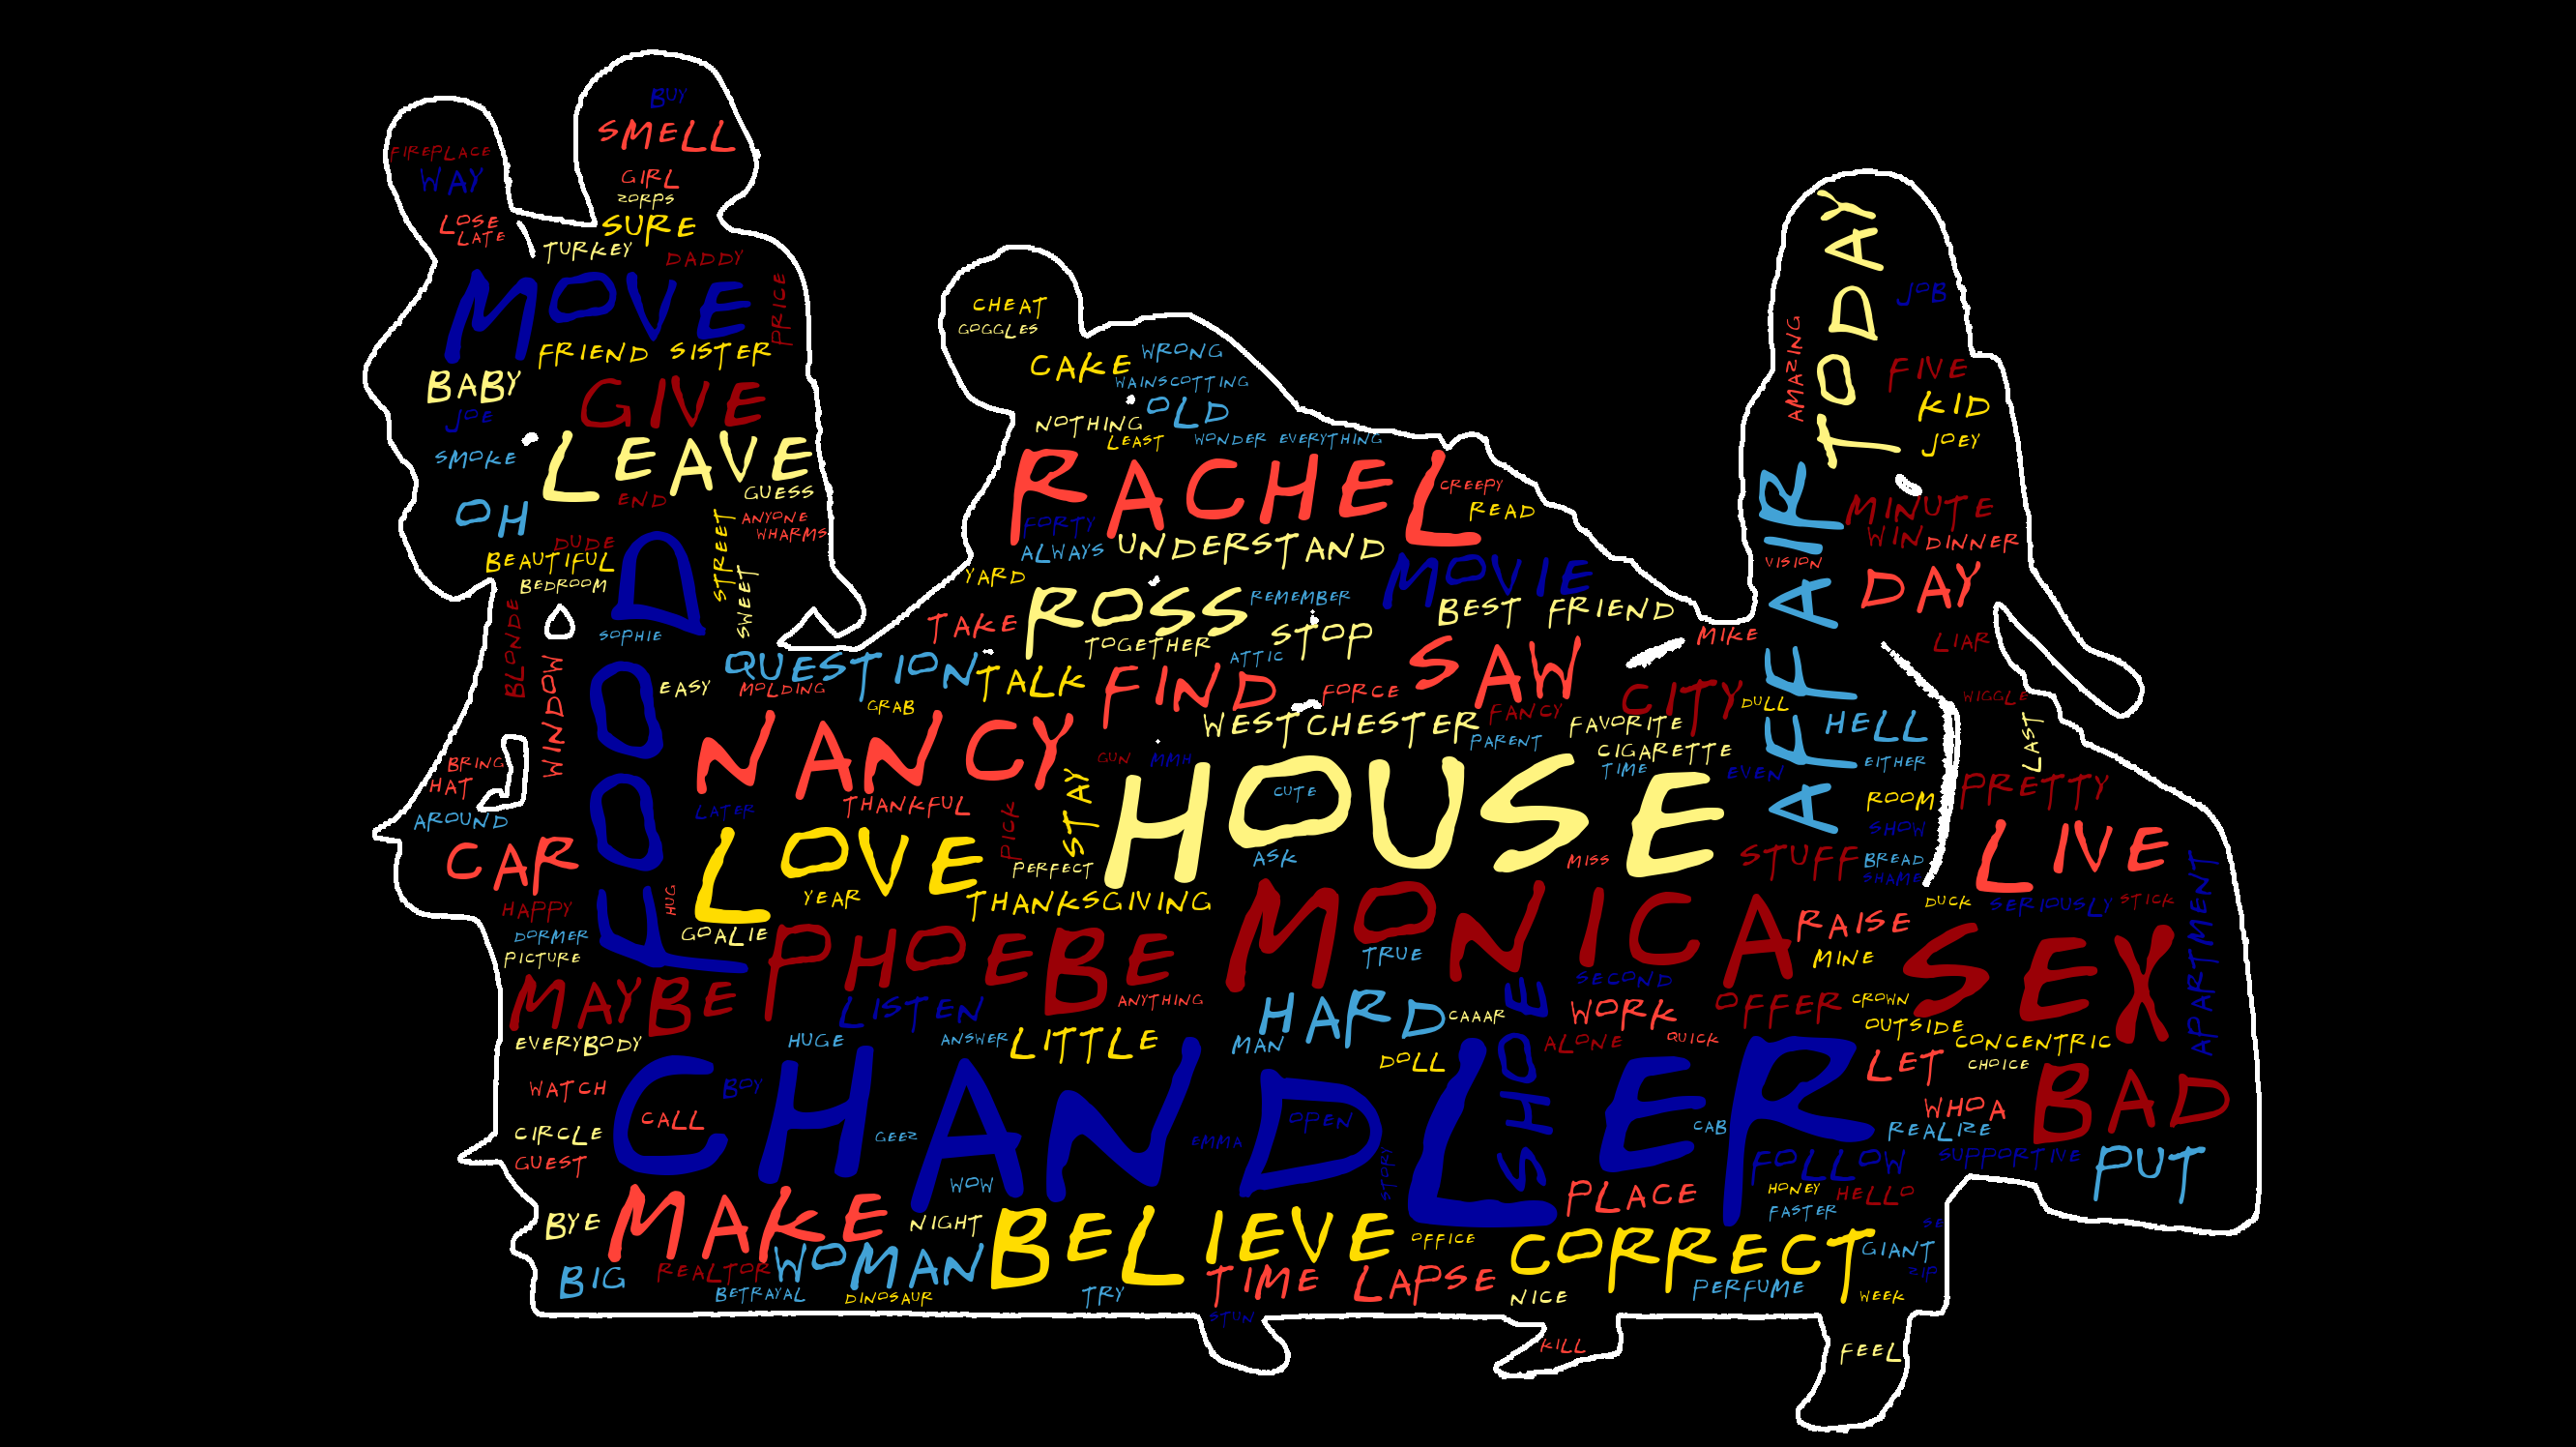 BUY
SMELL
FIREPLACE
WAY
GIRL
ZORPS
LOSE
LATE
SURE
TURKEY
DADDY
MOVE
PRICE
FRIEND SISTER
BABY
GIVE
JOE
LEAVE
SMOKE
END
GUESS
OH
STREET
ANYONE
WHARMS
DUDE
BEAUTIFUL
BEDROOM
SWEET
BLONDE
SOPHIE
FOOD
WINDOW
EASY
QUESTION
MOLDING
BRING
HAT
AROUND
CAR
HAPPY
DORMER
PICTURE
HUG
CHEAT
GOGGLES
CAKE
WRONG
WAINSCOTTING
OLD
NOTHING
LEAST
WONDER
EVERYTHING
RACHEL
CREEPY
READ
FORTY
ALWAYS
UNDERSTAND
YARD
MOVIE
ROSS
REMEMBER
BEST FRIEND
TAKE
TOGETHER
STOP
MIKE
ATTIC
TALK
FIND
FORCE
SAW
CITY
DULL
GRAB
NANCY
WESTCHESTER
FANCY
FAVORITE
PARENT
CIGARETTE
TIME
EVEN
GUN
MMH
TODAY
JOB
AMAZING
FIVE
KID
JOEY
AFFAIR
MINUTE
WIN
DINNER
VISION
DAY
LIAR
WIGGLE
HELL
LAST
EITHER
ROOM
PRETTY
SHOW
LIVE
BREAD
SHAME
APARTMENT
LATER
THANKFUL
PICK
STAY
HOUSE
CUTE
LOVE
PERFECT
ASK
MISS
STUFF
YEAR
THANKSGIVING
GOALIE
PHOEBE
MONICA
TRUE
RAISE
MINE
DUCK
SERIOUSLY
STICK
SEX
MAYBE
LISTEN
ANYTHING
SECOND
HARD
CAAAR
SHOE
WORK
OFFER
CROWN
OUTSIDE
CONCENTRIC
EVERYBODY
HUGE
ANSWER
LITTLE
MAN
DOLL
ALONE
QUICK
LET
CHOICE
WATCH
BOY
CALL
CHANDLER
OPEN
GEEZ
EMMA
CAB
WHOA
REALIZE
BAD
CIRCLE
GUEST
STORY
FOLLOW
SUPPORTIVE
PUT
WOW
PLACE
HONEY
HELLO
FASTER
BYE
MAKE
NIGHT
BELIEVE
OFFICE
CORRECT
SE
GIANT
ZIP
BIG
REALTOR
WOMAN
TIME LAPSE
BETRAYAL
DINOSAUR
TRY
NICE
PERFUME
WEEK
STUN
KILL
FEEL